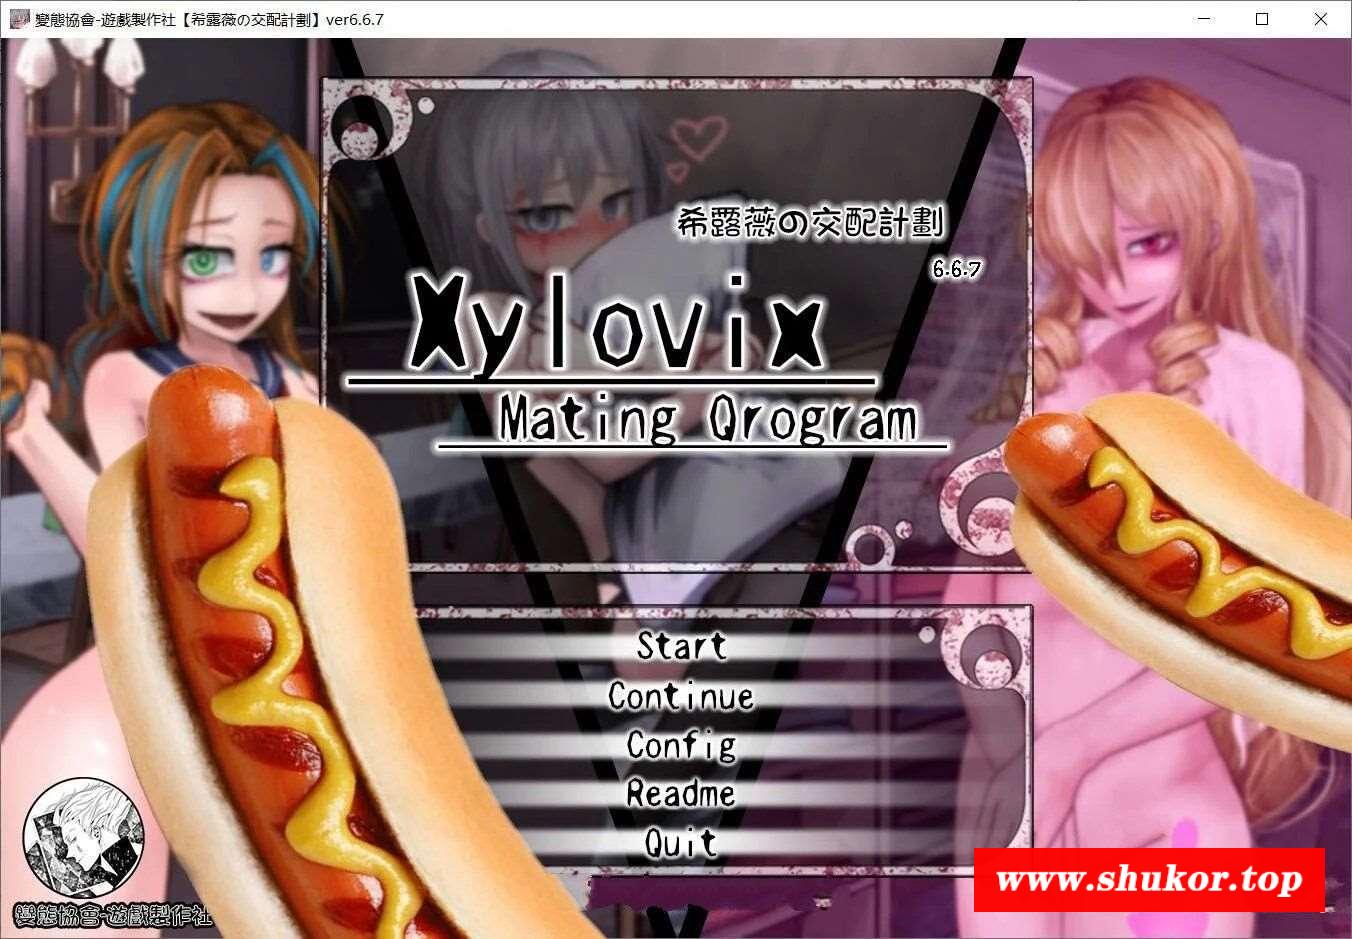 變態協會-遊戲製作社【希露薇の交配計劃】ver6.6.7
希露薇の交配計劃
6.6.7
Xylovix
Mating Qrogram
Start
Continue
Config
Readme
Quit
變態協會-遊戲製作社
www.shukor.top